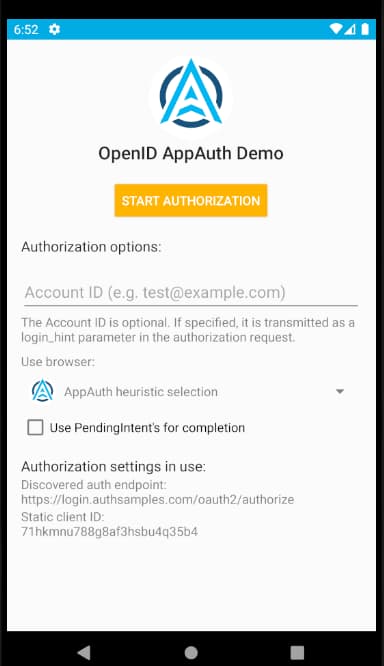 6:52
OpenID AppAuth Demo
START AUTHORIZATION
Authorization options:
Account ID (e.g. test@example.com)
The Account ID is optional. If specified, it is transmitted as a
login_hint parameter in the authorization request.
Use browser:
AppAuth heuristic selection
Use PendingIntent's for completion
Authorization settings in use:
Discovered auth endpoint:
https://login.authsamples.com/oauth2/authorize
Static client ID:
71hkmnu788g8af3hsbu4q35b4